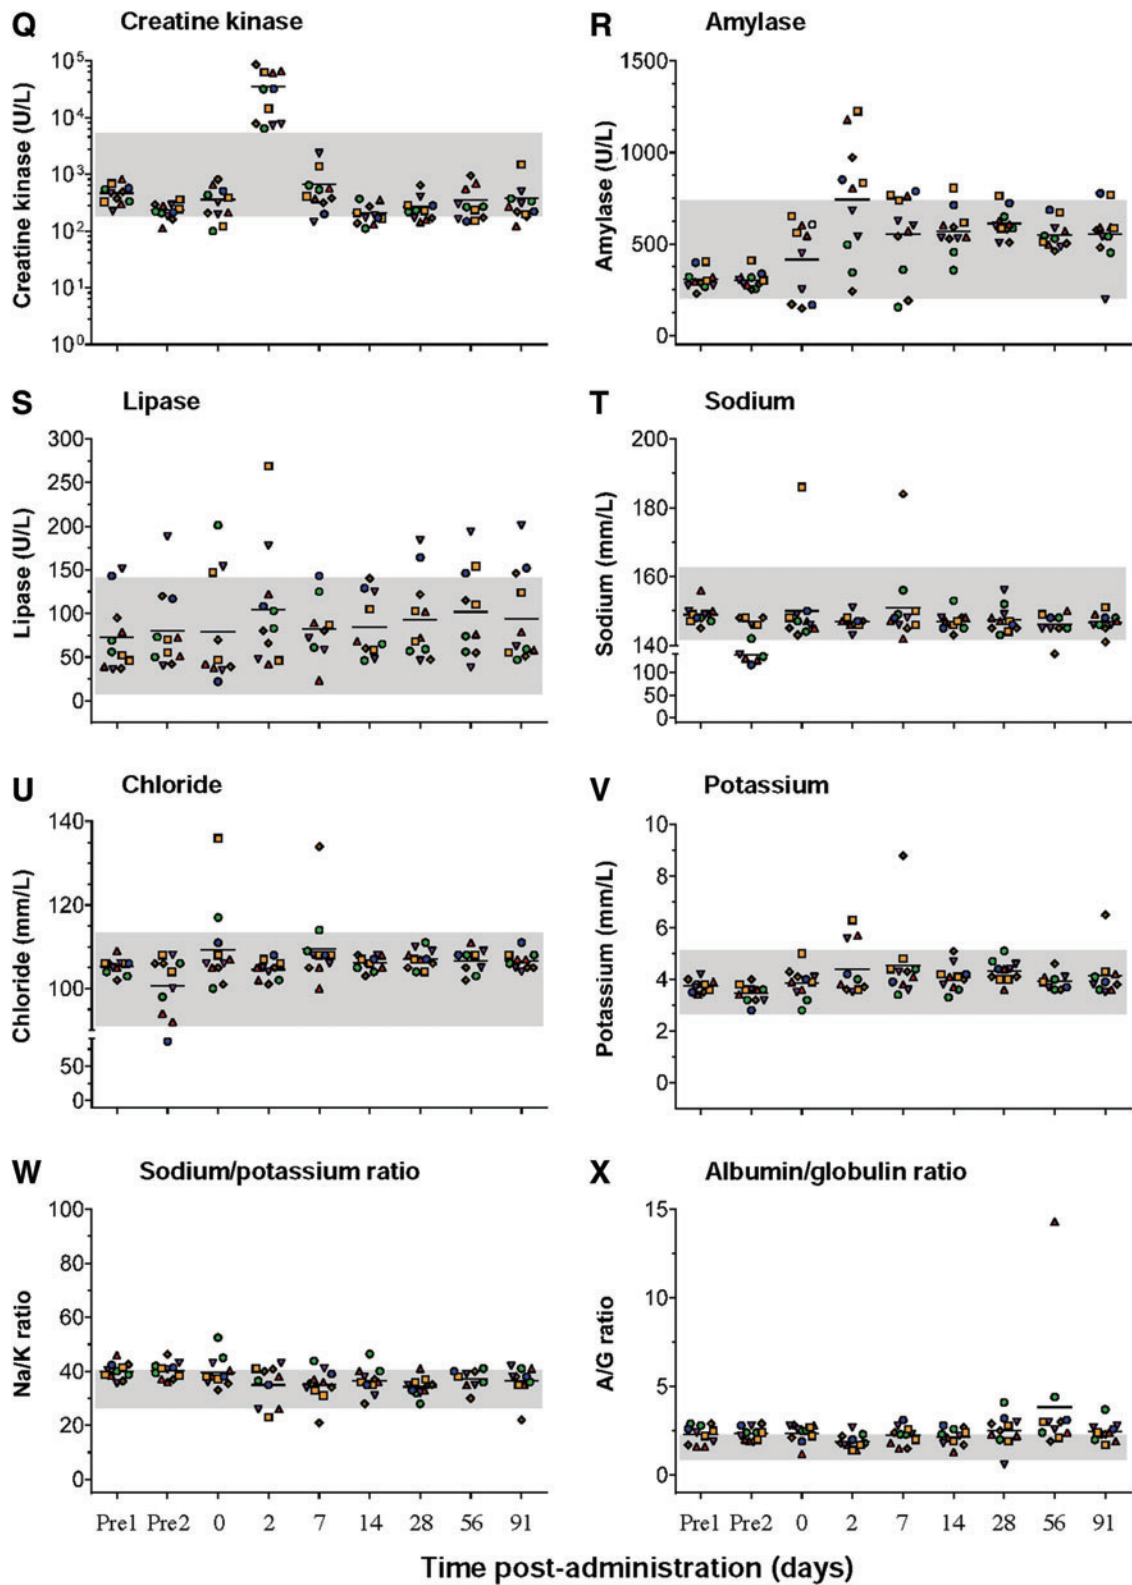 Q Creatine kinase
Creatine kinase (U/L)
10^5
10^4
10^3
10^2
10^1
10^0
R Amylase
Amylase (U/L)
1500
1000
500
0
S Lipase
Lipase (U/L)
300
250
200
150
100
50
0
T Sodium
Sodium (mm/L)
200
180
160
140
100
50
0
U Chloride
Chloride (mm/L)
140
120
100
50
0
V Potassium
Potassium (mm/L)
10
8
6
4
2
0
W Sodium/potassium ratio
Na/K ratio
100
80
60
40
20
0
Pre1 Pre2 0 2 7 14 28 56 91
X Albumin/globulin ratio
A/G ratio
15
10
5
0
Pre1 Pre2 0 2 7 14 28 56 91
Time post-administration (days)